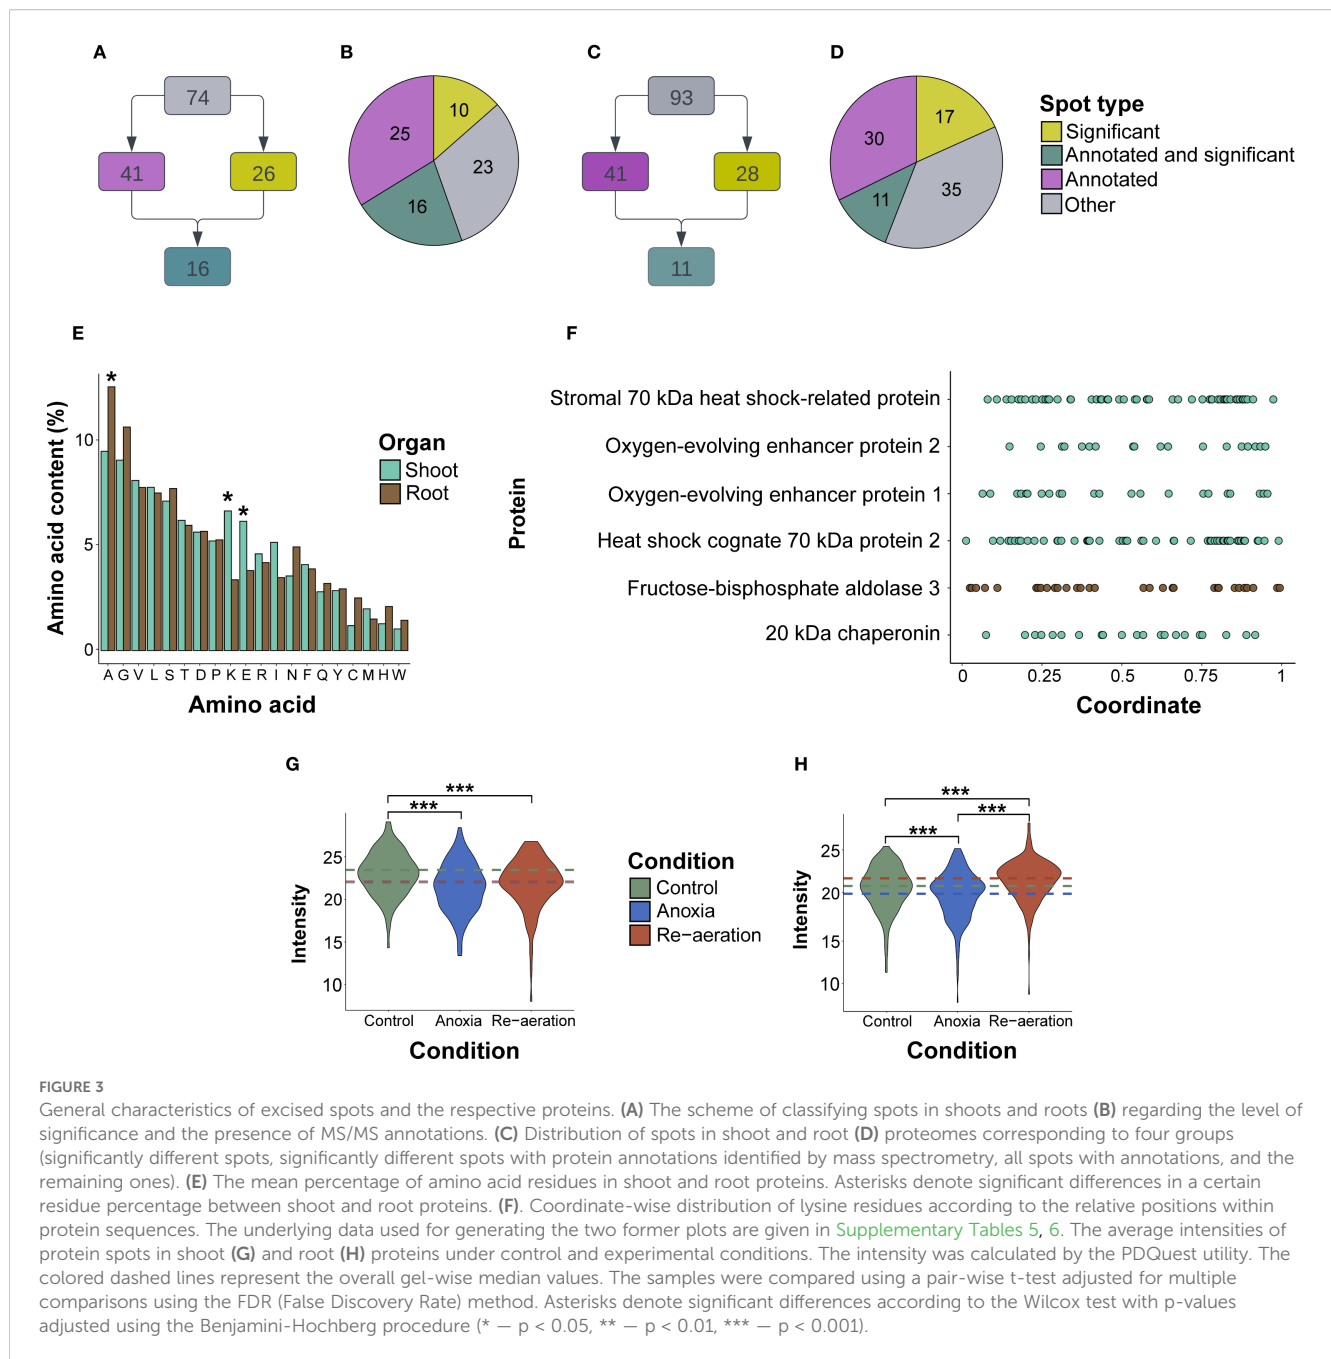 A
B
C
D
74
41
26
16
10
25
23
16
93
41
28
11
17
30
35
11
Spot type
Significant
Annotated and significant
Annotated
Other
E
Amino acid content (%)
10
5
0
*
*
*
A G V L S T D P K E R I N F Q Y C M H W
Amino acid
Organ
Shoot
Root
F
Protein
Stromal 70 kDa heat shock-related protein
Oxygen-evolving enhancer protein 2
Oxygen-evolving enhancer protein 1
Heat shock cognate 70 kDa protein 2
Fructose-bisphosphate aldolase 3
20 kDa chaperonin
0 0.25 0.5 0.75 1
Coordinate
G
***
***
Intensity
25
20
15
10
Control Anoxia Re−aeration
Condition
Condition
Control
Anoxia
Re−aeration
H
***
***
***
Intensity
25
20
15
10
Control Anoxia Re−aeration
Condition
FIGURE 3
General characteristics of excised spots and the respective proteins. (A) The scheme of classifying spots in shoots and roots (B) regarding the level of
significance and the presence of MS/MS annotations. (C) Distribution of spots in shoot and root (D) proteomes corresponding to four groups
(significantly different spots, significantly different spots with protein annotations identified by mass spectrometry, all spots with annotations, and the
remaining ones). (E) The mean percentage of amino acid residues in shoot and root proteins. Asterisks denote significant differences in a certain
residue percentage between shoot and root proteins. (F). Coordinate-wise distribution of lysine residues according to the relative positions within
protein sequences. The underlying data used for generating the two former plots are given in Supplementary Tables 5, 6. The average intensities of
protein spots in shoot (G) and root (H) proteins under control and experimental conditions. The intensity was calculated by the PDQuest utility. The
colored dashed lines represent the overall gel-wise median values. The samples were compared using a pair-wise t-test adjusted for multiple
comparisons using the FDR (False Discovery Rate) method. Asterisks denote significant differences according to the Wilcox test with p-values
adjusted using the Benjamini-Hochberg procedure (* — p < 0.05, ** — p < 0.01, *** — p < 0.001).